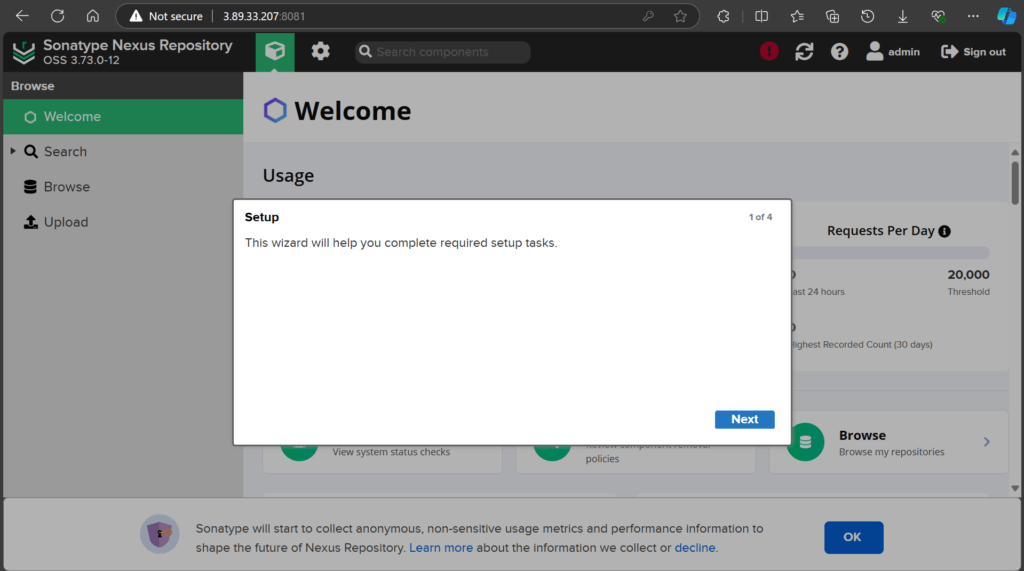 Not secure
3.89.33.207:8081
Sonatype Nexus Repository
OSS 3.73.0-12
Search components
admin
Sign out
Browse
Welcome
Search
Browse
Upload
Welcome
Usage
Requests Per Day
20,000
ast 24 hours
Threshold
ighest Recorded Count (30 days)
Setup
1 of 4
This wizard will help you complete required setup tasks.
Next
View system status checks
policies
Browse
Browse my repositories
Sonatype will start to collect anonymous, non-sensitive usage metrics and performance information to
shape the future of Nexus Repository. Learn more about the information we collect or decline.
OK